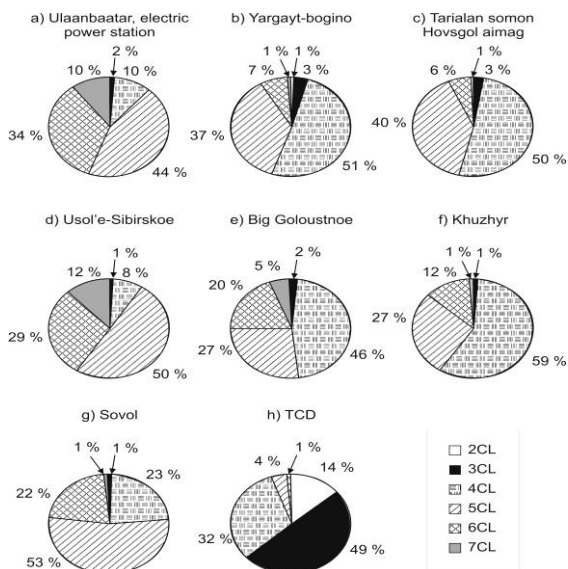 a) Ulaanbaatar, electric
power station
2 %
10 %
10 %
34 %
44 %
b) Yargayt-bogino
1 %
1 %
7 %
3 %
37 %
51 %
c) Tarialan somon
Hovsgol aimag
1 %
6 %
3 %
40 %
50 %
d) Usol'e-Sibirskoe
1 %
12 %
8 %
29 %
50 %
e) Big Goloustnoe
5 %
2 %
20 %
27 %
46 %
f) Khuzhyr
1 %
1 %
12 %
27 %
59 %
g) Sovol
1 %
1 %
23 %
22 %
53 %
h) TCD
1 %
4 %
14 %
32 %
49 %
2CL
3CL
4CL
5CL
6CL
7CL